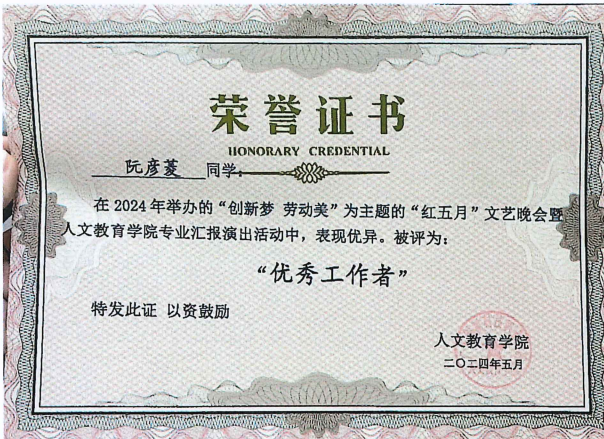 荣誉证书
HONORARY CREDENTIAL
阮彦菱 同学:
在2024年举办的“创新梦 劳动美”为主题的“红五月”文艺晚会暨
人文教育学院专业汇报演出活动中，表现优异。被评为:
“优秀工作者”
特发此证 以资鼓励
人文教育学院
二〇二四年五月